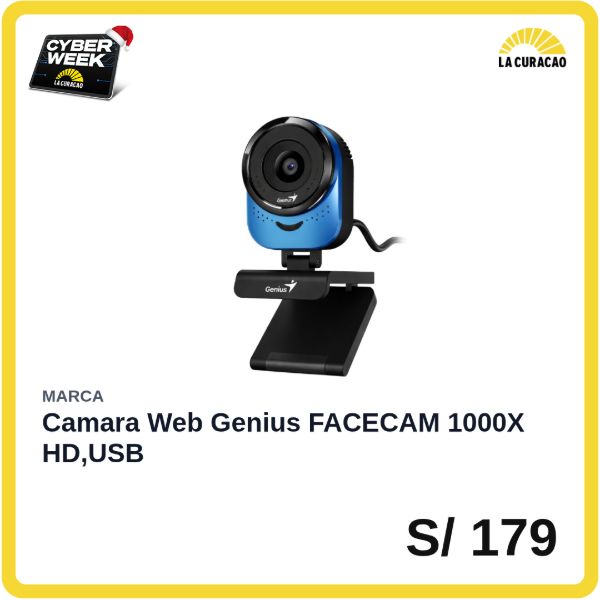 CYBER
WEEK
LA CURACAO
LA CURACAO
Genius
Genius
MARCA
Camara Web Genius FACECAM 1000X
HD,USB
S/ 179